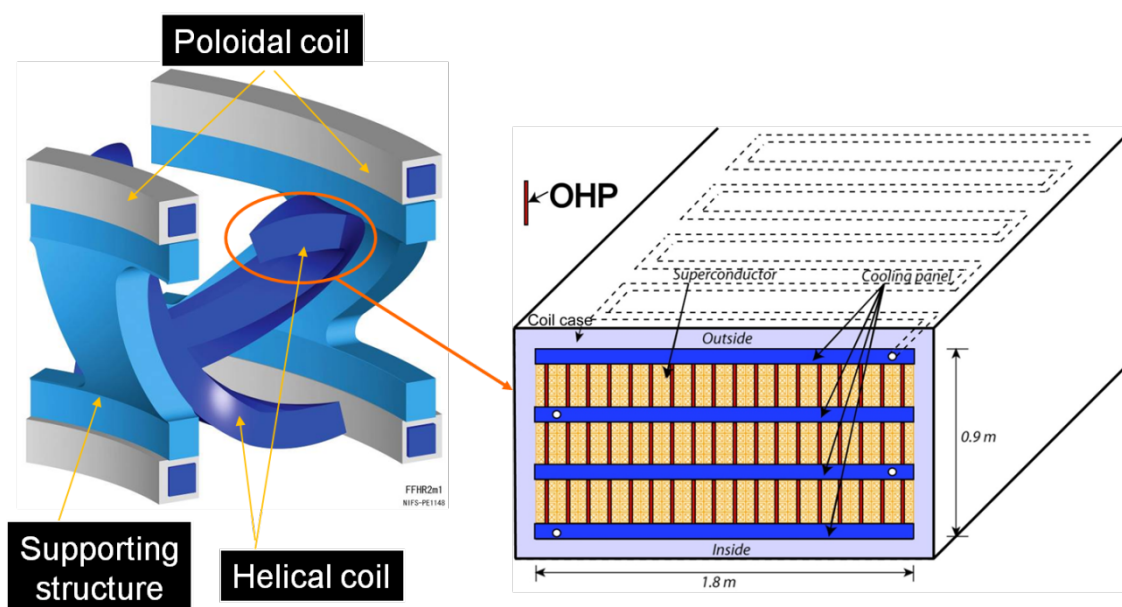 Poloidal coil
FFHR2m1
NIFS-PE1148
Supporting
structure
Helical coil
OHP
Superconductor
Cooling panel
Coil case
Outside
0.9 m
Inside
1.8 m